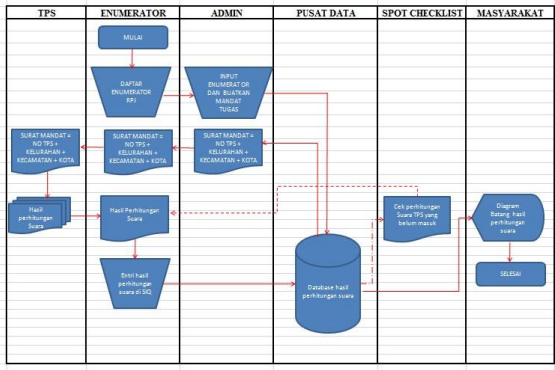 TPS
ENUMERATOR
ADMIN
PUSAT DATA
SPOT CHECKLIST
MASYARAKAT
MULAI
DAFTAR
ENUMERATOR
RPJ
INPUT
ENUMERATOR
DAN BUATKAN
MANDAT
TUGAS
SURAT MANDAT =
NO TPS +
KELURAHAN +
KECAMATAN + KOTA
SURAT MANDAT =
NO TPS +
KELURAHAN +
KECAMATAN + KOTA
SURAT MANDAT =
NO TPS +
KELURAHAN +
KECAMATAN + KOTA
Hasil
perhitungan
Suara
Hasil Perhitungan
Suara
Cek perhitungan
Suara TPS yang
belum masuk
Diagram
Batang hasil
perhitungan
suara
Entri hasil
perhitungan
suara di SIQ
Database hasil
perhitungan suara
SELESAI